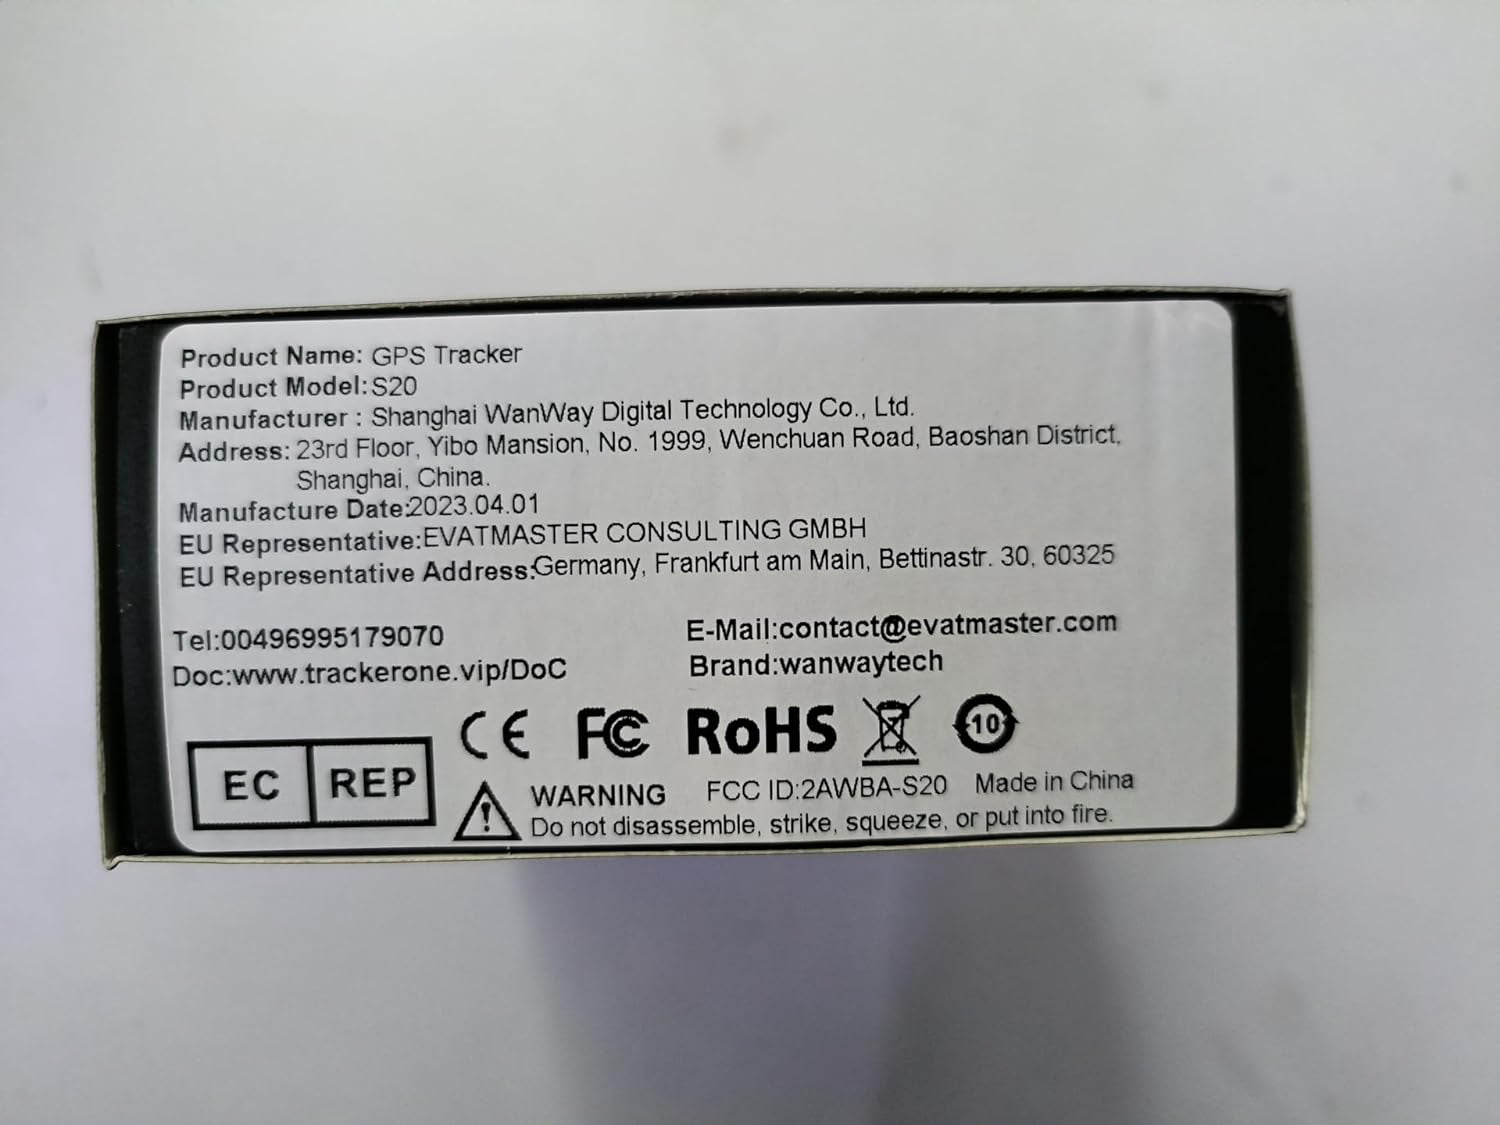 Product Name: GPS Tracker
Product Model:S20
Manufacturer : Shanghai WanWay Digital Technology Co., Ltd.
Address: 23rd Floor, Yibo Mansion, No. 1999, Wenchuan Road, Baoshan District,
Shanghai, China.
Manufacture Date:2023.04.01
EU Representative:EVATMASTER CONSULTING GMBH
EU Representative Address:Germany, Frankfurt am Main, Bettinastr. 30, 60325
Tel:00496995179070 E-Mail:contact@evatmaster.com
Doc:www.trackerone.vip/DoC Brand:wanwaytech
CE FC RoHS 10
EC REP
WARNING FCC ID:2AWBA-S20 Made in China
Do not disassemble, strike, squeeze, or put into fire.